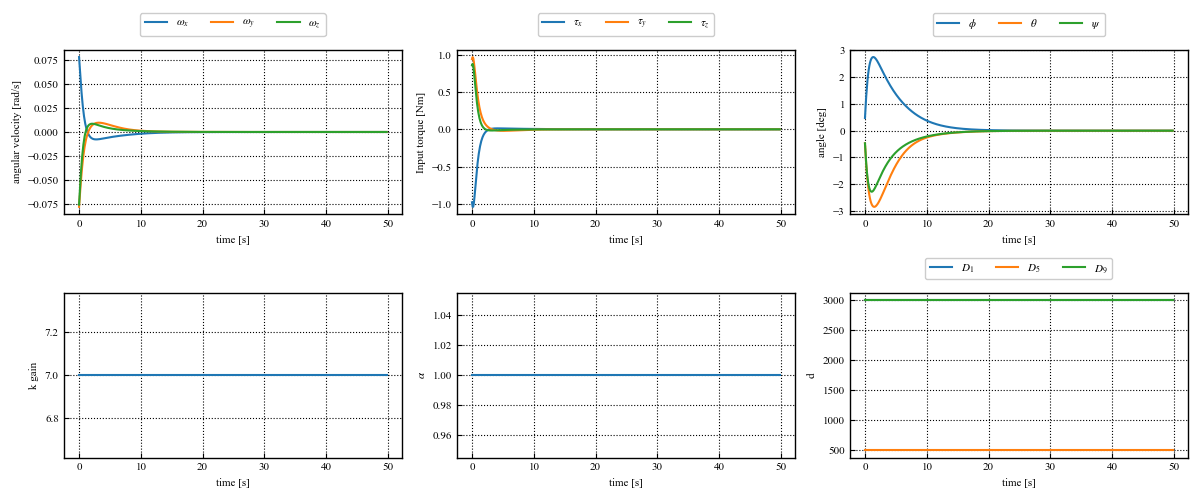 ωx ωy ωz
angular velocity [rad/s]
0.075
0.050
0.025
0.000
−0.025
−0.050
−0.075
0 10 20 30 40 50
time [s]
τx τy τz
Input toeque [Nm]
1.0
0.5
0.0
−0.5
−1.0
0 10 20 30 40 50
time [s]
ϕ θ ψ
angle [deg]
3
2
1
0
−1
−2
−3
0 10 20 30 40 50
time [s]
k gain
7.2
7.0
6.8
0 10 20 30 40 50
time [s]
α
1.04
1.02
1.00
0.98
0.96
0 10 20 30 40 50
time [s]
D1 D5 D9
d
3000
2500
2000
1500
1000
500
0 10 20 30 40 50
time [s]